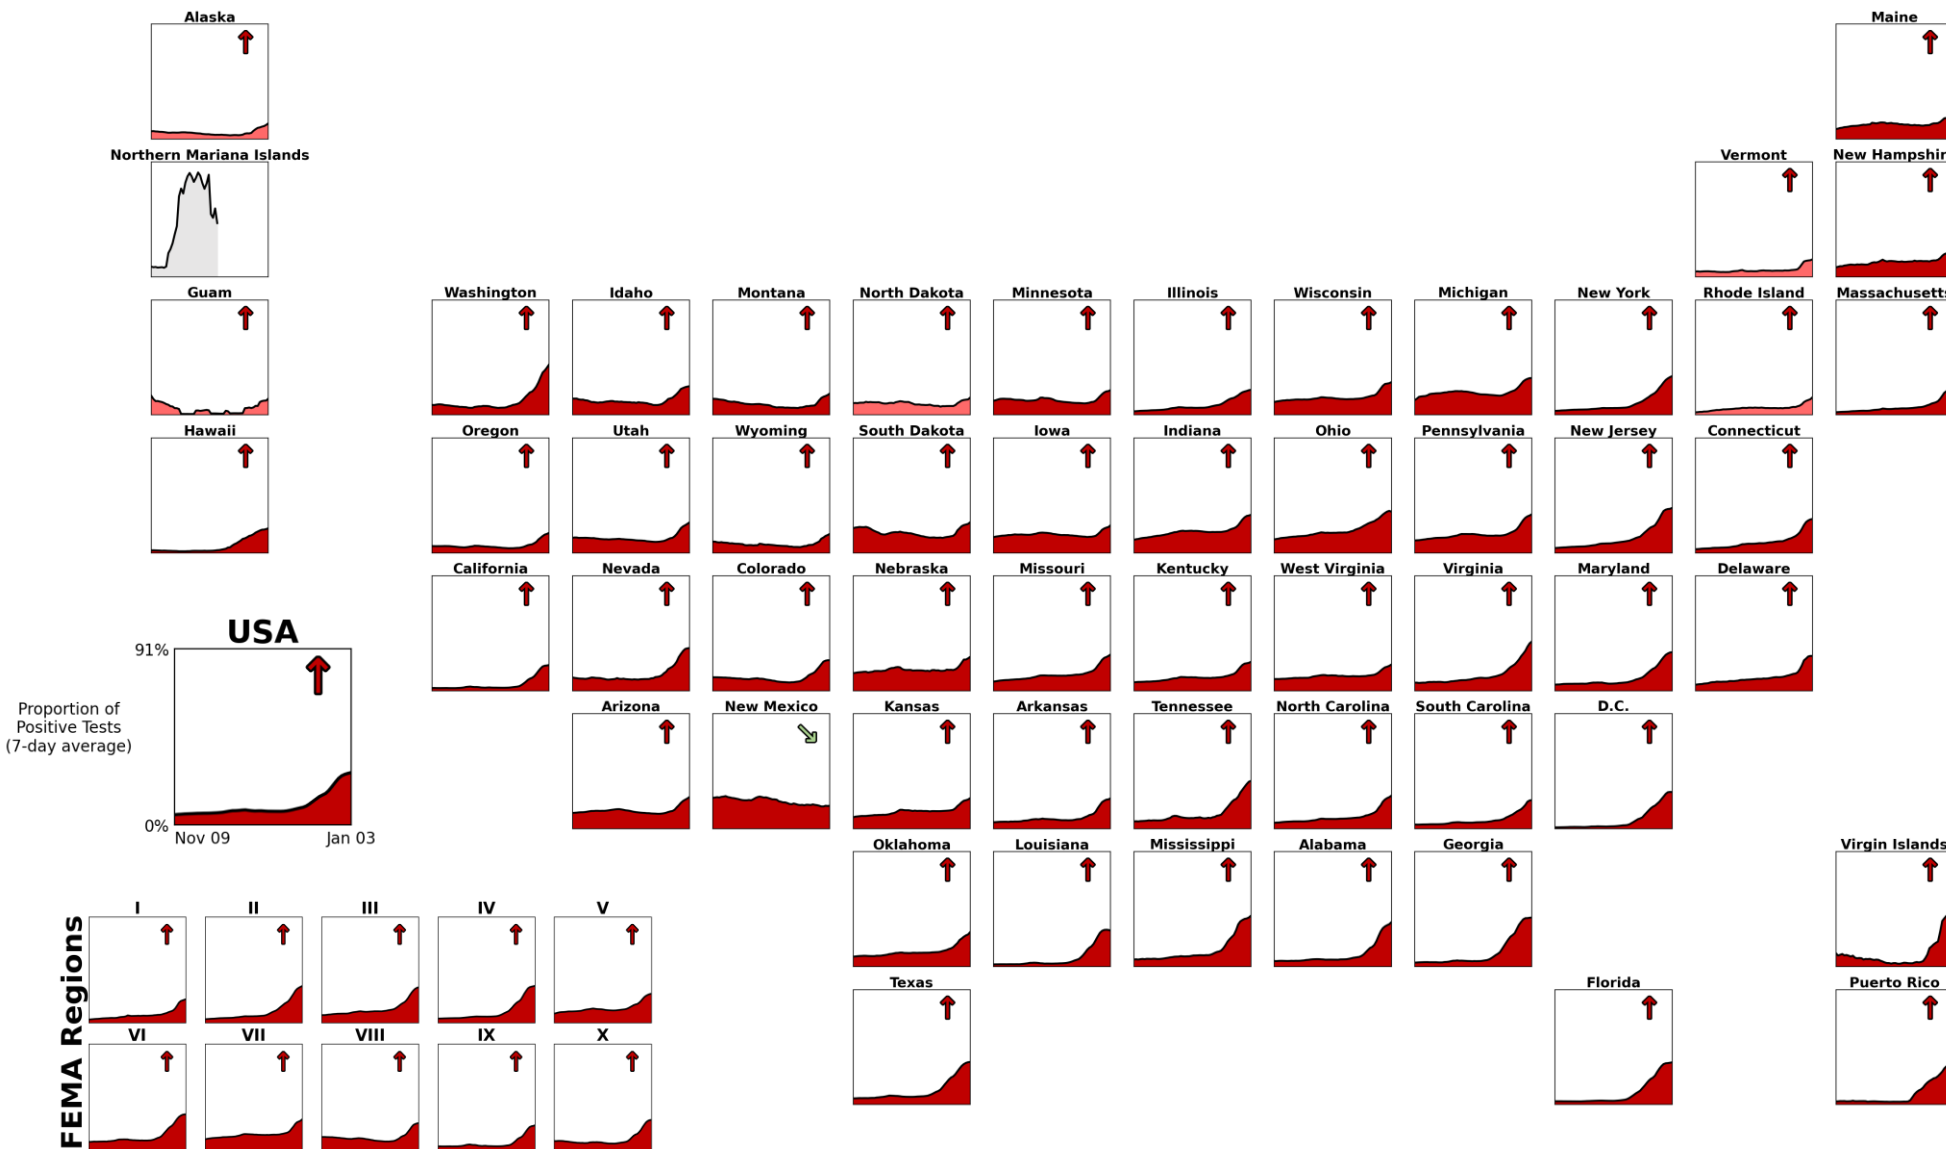 Alaska
Maine
Northern Mariana Islands
Vermont
New Hampshir
Guam
Washington
Idaho
Montana
North Dakota
Minnesota
Illinois
Wisconsin
Michigan
New York
Rhode Island
Massachusetts
Hawaii
Oregon
Utah
Wyoming
South Dakota
Iowa
Indiana
Ohio
Pennsylvania
New Jersey
Connecticut
California
Nevada
Colorado
Nebraska
Missouri
Kentucky
West Virginia
Virginia
Maryland
Delaware
USA
91%
Proportion of
Positive Tests
(7-day average)
0%
Nov 09
Jan 03
Arizona
New Mexico
Kansas
Arkansas
Tennessee
North Carolina
South Carolina
D.C.
Oklahoma
Louisiana
Mississippi
Alabama
Georgia
Virgin Islands
FEMA Regions
I
II
III
IV
V
Texas
Florida
Puerto Rico
VI
VII
VIII
IX
X